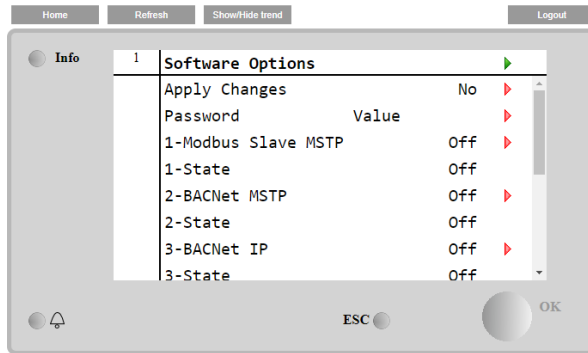 Home Refresh Show/Hide trend Logout
Info
1 Software Options
Apply Changes No
Password Value
1-Modbus Slave MSTP Off
1-State Off
2-BACNet MSTP Off
2-State Off
3-BACNet IP Off
3-State Off
ESC OK